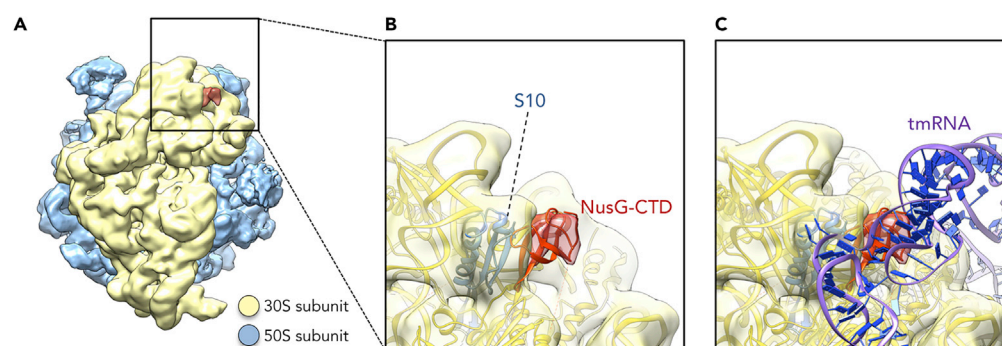 A
B
C
S10
tmRNA
NusG-CTD
30S subunit
50S subunit